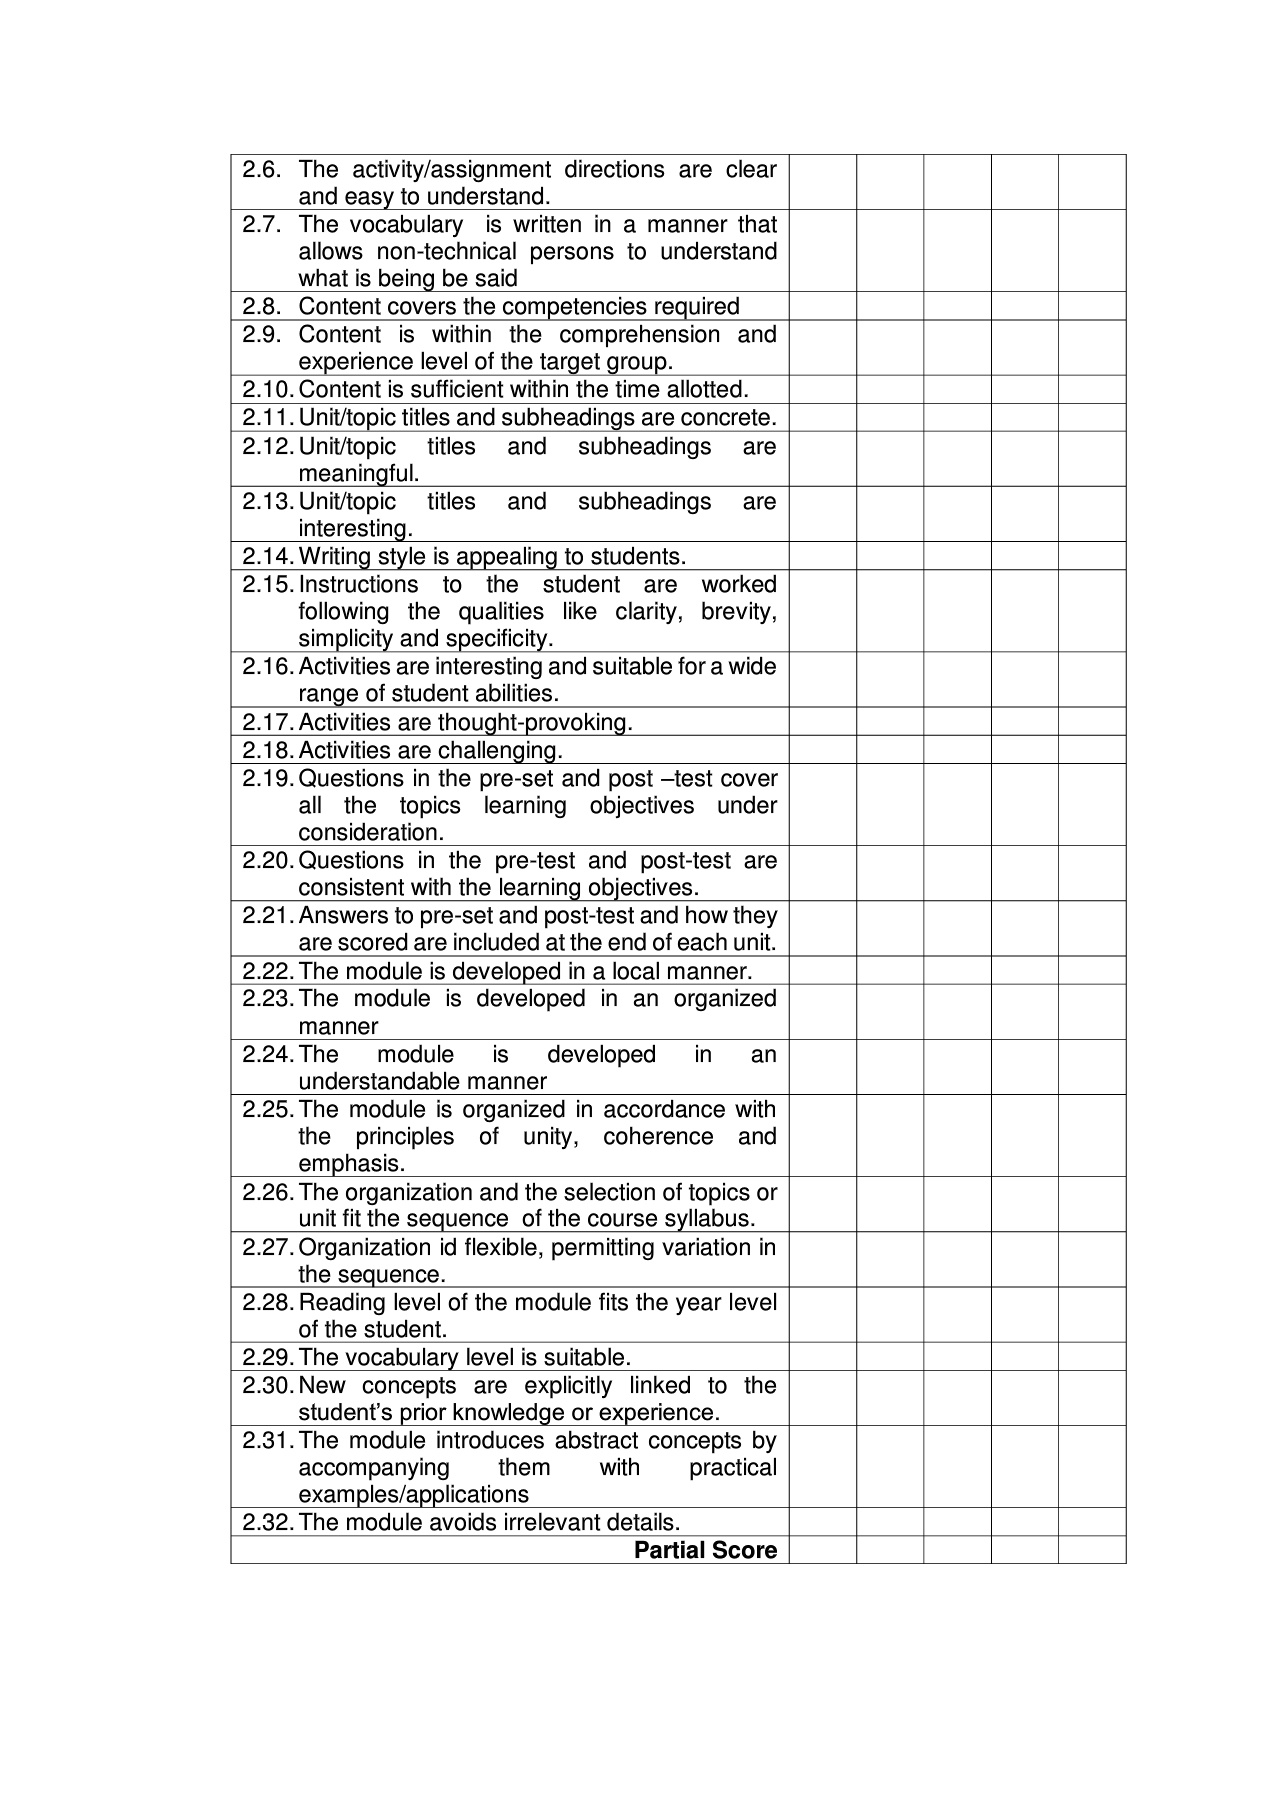 2.6. The activity/assignment directions are clear
and easy to understand.
2.7. The vocabulary is written in a manner that
allows non-technical persons to understand
what is being be said
2.8. Content covers the competencies required
2.9. Content is within the comprehension and
experience level of the target group.
2.10. Content is sufficient within the time allotted.
2.11. Unit/topic titles and subheadings are concrete.
2.12. Unit/topic titles and subheadings are
meaningful.
2.13. Unit/topic titles and subheadings are
interesting.
2.14. Writing style is appealing to students.
2.15. Instructions to the student are worked
following the qualities like clarity, brevity,
simplicity and specificity.
2.16. Activities are interesting and suitable for a wide
range of student abilities.
2.17. Activities are thought-provoking.
2.18. Activities are challenging.
2.19. Questions in the pre-set and post –test cover
all the topics learning objectives under
consideration.
2.20. Questions in the pre-test and post-test are
consistent with the learning objectives.
2.21. Answers to pre-set and post-test and how they
are scored are included at the end of each unit.
2.22. The module is developed in a local manner.
2.23. The module is developed in an organized
manner
2.24. The module is developed in an
understandable manner
2.25. The module is organized in accordance with
the principles of unity, coherence and
emphasis.
2.26. The organization and the selection of topics or
unit fit the sequence of the course syllabus.
2.27. Organization id flexible, permitting variation in
the sequence.
2.28. Reading level of the module fits the year level
of the student.
2.29. The vocabulary level is suitable.
2.30. New concepts are explicitly linked to the
student’s prior knowledge or experience.
2.31. The module introduces abstract concepts by
accompanying them with practical
examples/applications
2.32. The module avoids irrelevant details.
Partial Score